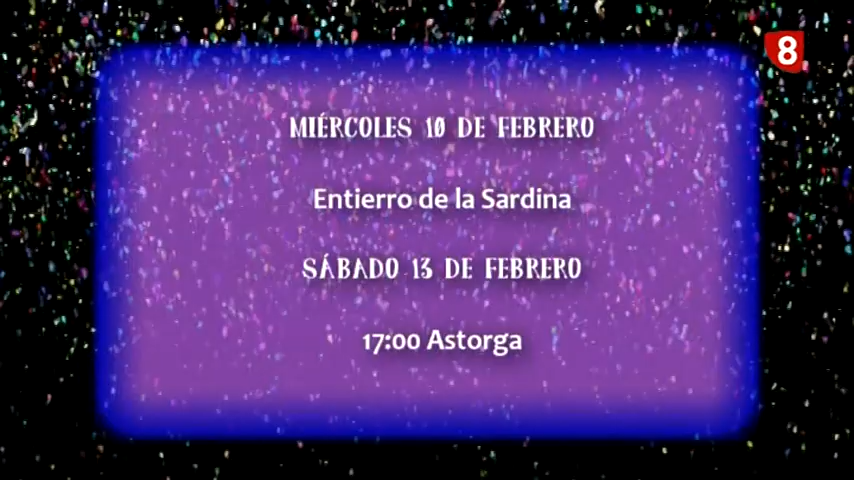 8
MIÉRCOLES 10 DE FEBRERO
Entierro de la Sardina
SÁBADO 13 DE FEBRERO
17:00 Astorga